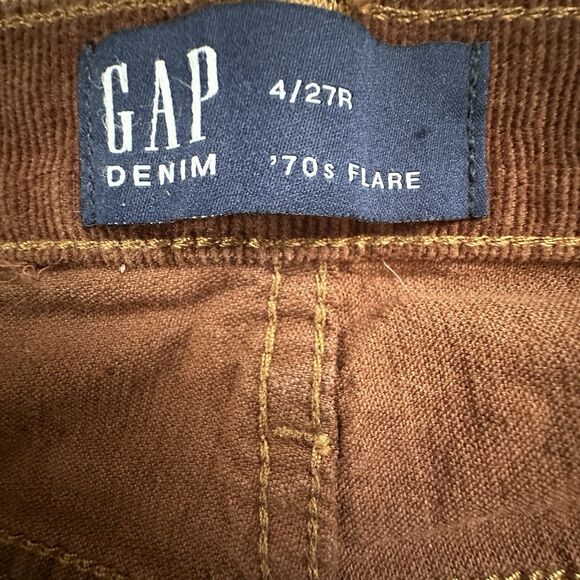 GAP
DENIM
4/27R
'70s FLARE